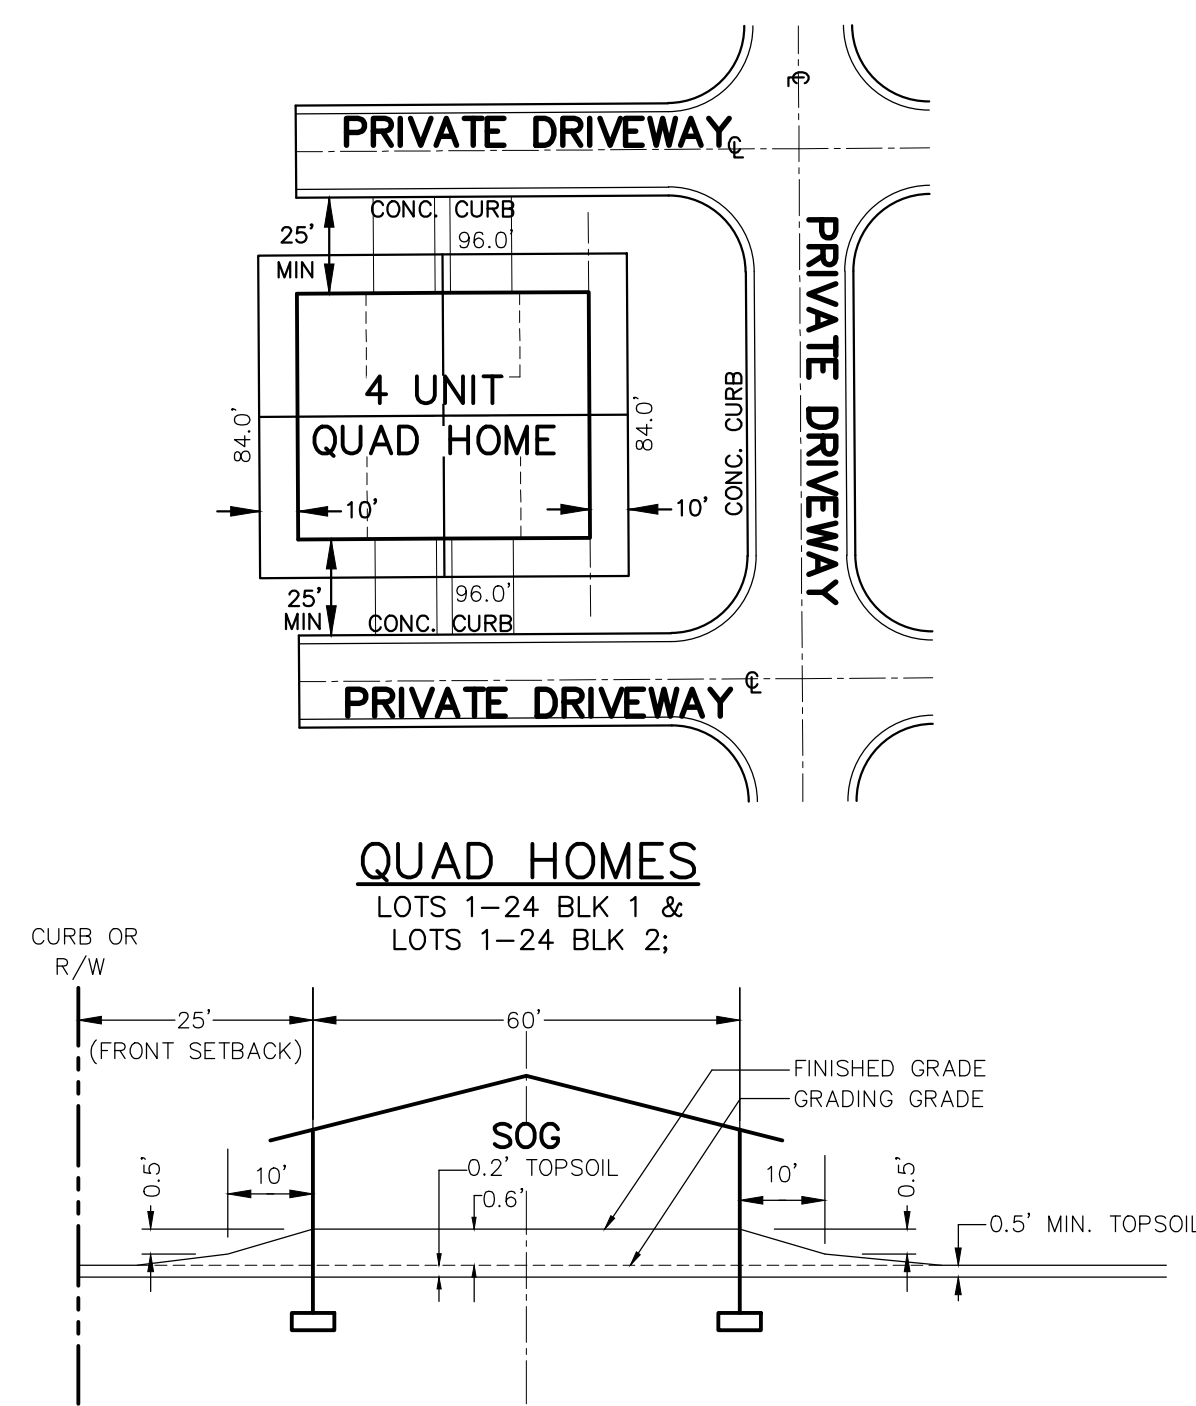 ℄
PRIVATE DRIVEWAY
℄
CONC. CURB
96.0'
25'
MIN
PRIVATE DRIVEWAY
4 UNIT
QUAD HOME
84.0'
84.0'
CONC. CURB
10'
10'
25'
MIN
96.0'
CONC. CURB
℄
PRIVATE DRIVEWAY
QUAD HOMES
LOTS 1-24 BLK 1 &
LOTS 1-24 BLK 2;
CURB OR
R/W
25'
(FRONT SETBACK)
60'
FINISHED GRADE
GRADING GRADE
SOG
0.2' TOPSOIL
0.6'
0.5'
10'
10'
0.5'
0.5' MIN. TOPSOIL